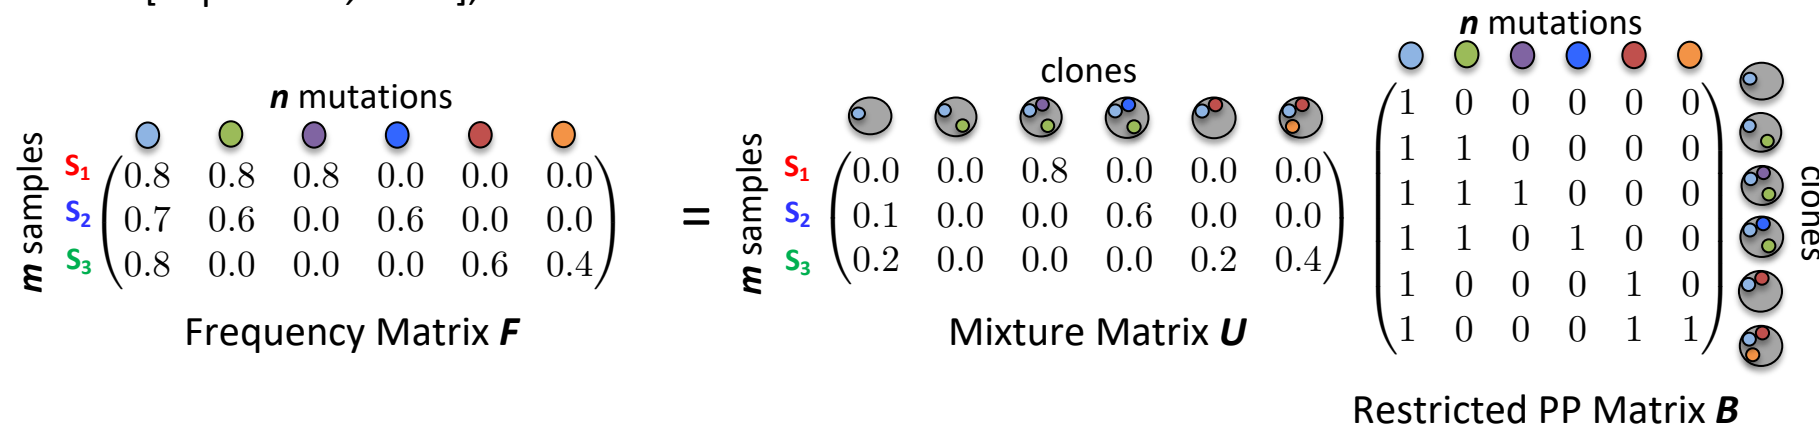 n mutations
n mutations
clones
m samples
S1 0.8 0.8 0.8 0.0 0.0 0.0
S2 0.7 0.6 0.0 0.6 0.0 0.0
S3 0.8 0.0 0.0 0.0 0.6 0.4
Frequency Matrix F
=
m samples
S1 0.0 0.0 0.8 0.0 0.0 0.0
S2 0.1 0.0 0.0 0.6 0.0 0.0
S3 0.2 0.0 0.0 0.0 0.2 0.4
Mixture Matrix U
1 0 0 0 0 0
1 1 0 0 0 0
1 1 1 0 0 0
1 1 0 1 0 0
1 0 0 0 1 0
1 0 0 0 1 1
clones
Restricted PP Matrix B